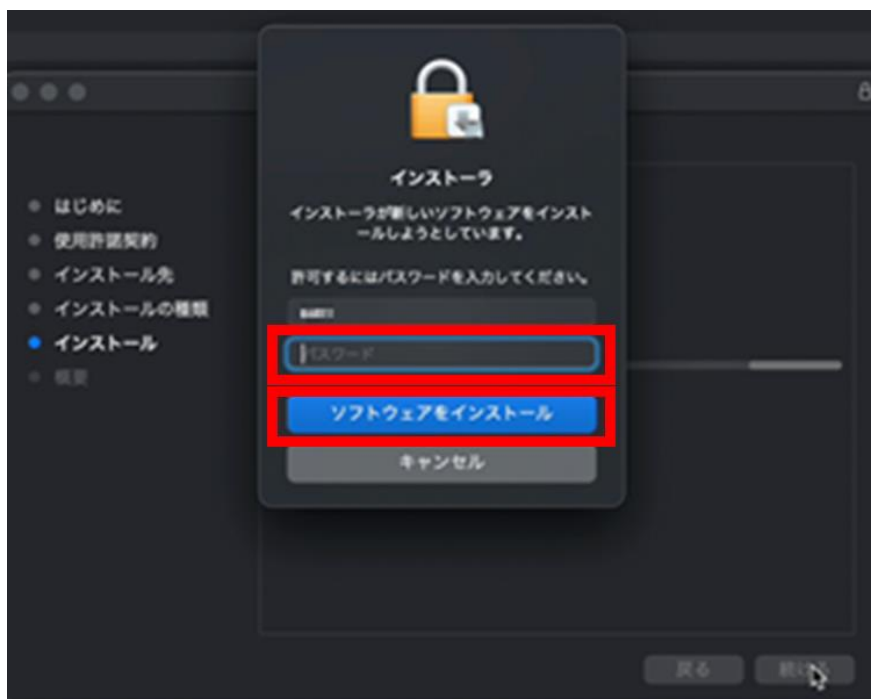 インストーラ
インストーラが新しいソフトウェアをインスト
ールしようとしています。
許可するにはパスワードを入力してください。
パスワード
ソフトウェアをインストール
キャンセル
はじめに
使用許諾契約
インストール先
インストールの種類
インストール
概要
戻る
続ける